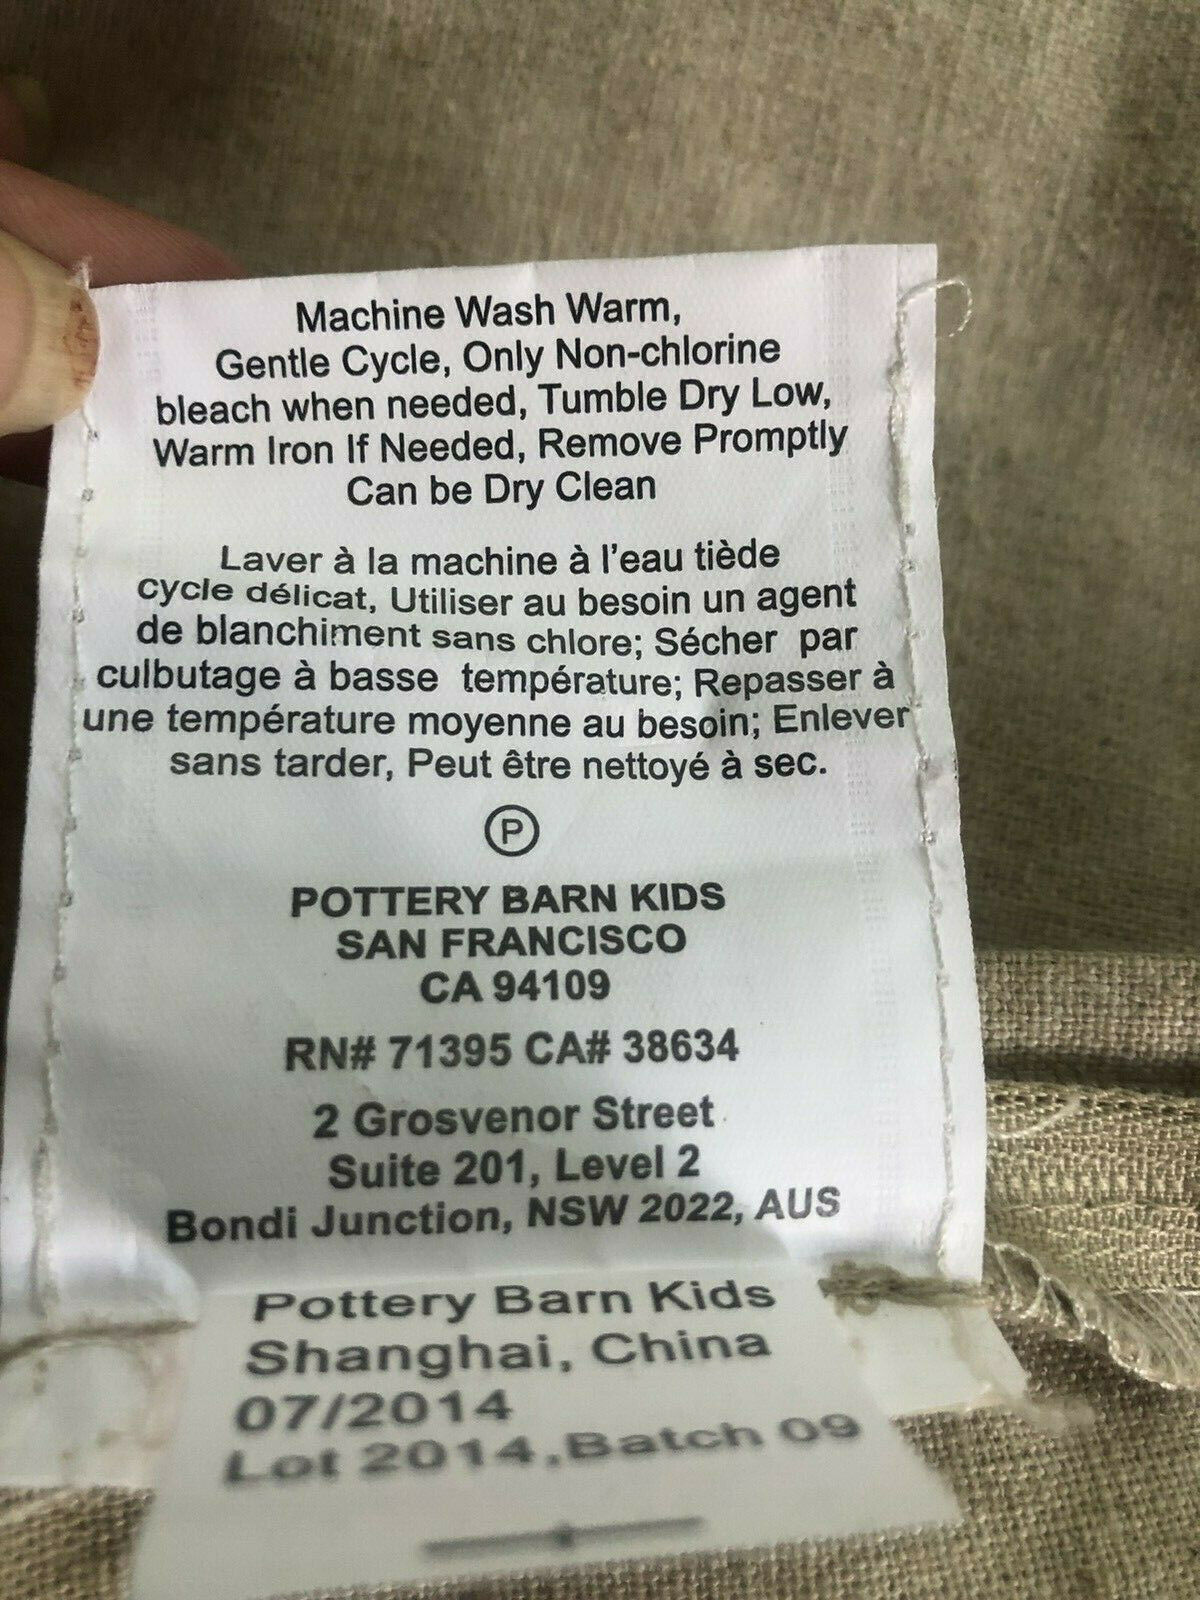 Machine Wash Warm,
Gentle Cycle, Only Non-chlorine
bleach when needed, Tumble Dry Low,
Warm Iron If Needed, Remove Promptly
Can be Dry Clean
Laver à la machine à l'eau tiède
cycle délicat, Utiliser au besoin un agent
de blanchiment sans chlore; Sécher par
culbutage à basse température; Repasser à
une température moyenne au besoin; Enlever
sans tarder, Peut être nettoyé à sec.
P
POTTERY BARN KIDS
SAN FRANCISCO
CA 94109
RN# 71395 CA# 38634
2 Grosvenor Street
Suite 201, Level 2
Bondi Junction, NSW 2022, AUS
Pottery Barn Kids
Shanghai, China
07/2014
Lot 2014,Batch 09